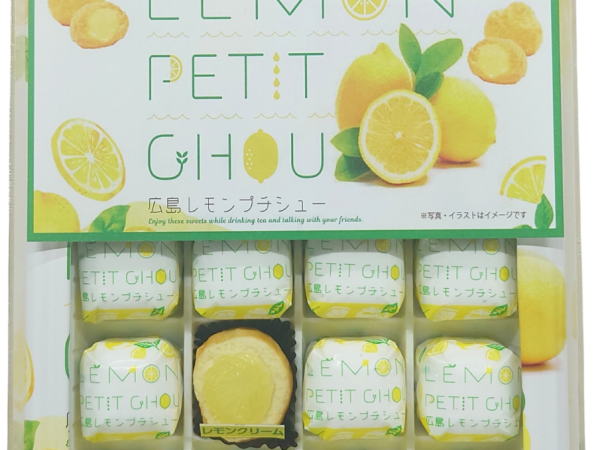 LEMON
PETIT
CHOU
広島レモンプチシュー
Enjoy these sweets while drinking tea and talking with your friends
※写真・イラストはイメージです
LEMON
PETIT CHOU
広島レモンプチシュー
LEMON
PETIT CHOU
広島レモンプチシュー
LEMON
PETIT CHOU
広島レモンプチシュー
LEMON
PETIT CHOU
広島レモンプチシュー
LEMON
PETIT CHOU
広島レモンプチシュー
レモンクリーム
LEMON
PETIT CHOU
広島レモンプチシュー
LEMON
PETIT CHOU
広島レモンプチシュー